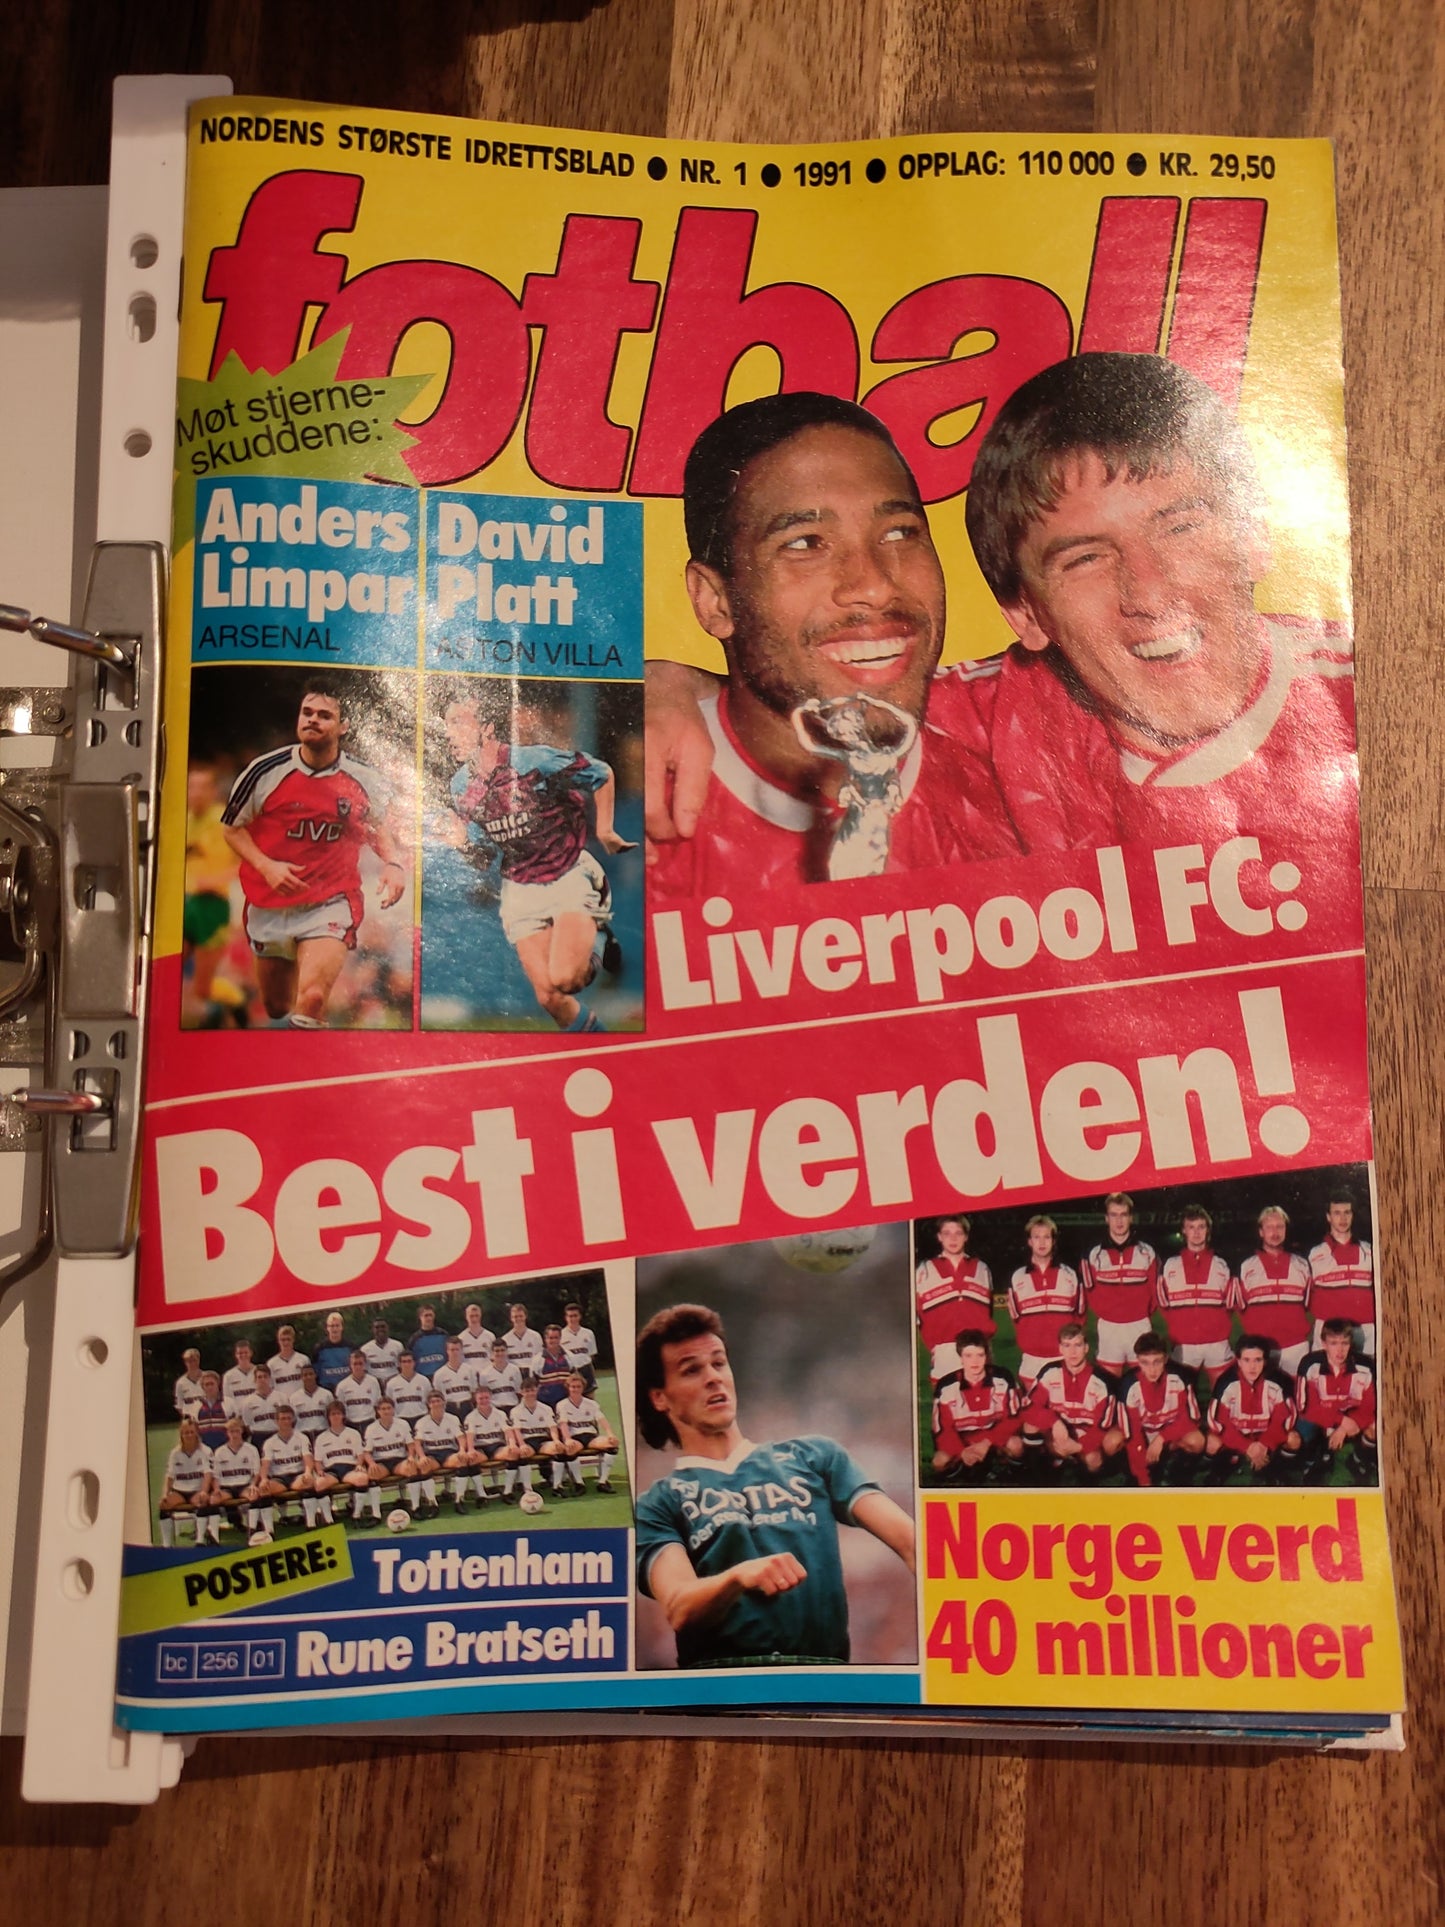 NORDENS STØRSTE IDRETTSBLAD ● NR. 1 ● 1991 ● OPPLAG: 110 000 ● KR. 29,50
fotball
Møt stjerne-
skuddene:
Anders
Limpar
ARSENAL
David
Platt
ASTON VILLA
JVC
Liverpool FC:
Best i verden!
POSTERE:
Tottenham
Rune Bratseth
bc 256 01
PORTAS
Norge verd
40 millioner